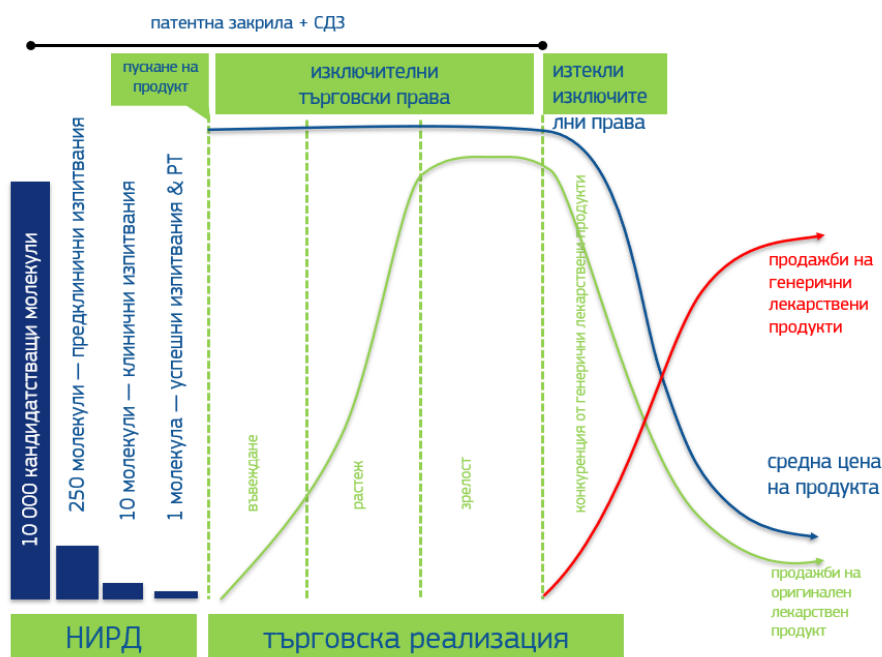 патентна закрила + СДЗ
пускане на
продукт
изключителни
търговски права
изтекли
изключите
лни права
10 000 кандидатстващи молекули
250 молекули — предклинични изпитвания
10 молекули — клинични изпитвания
1 молекула — успешни изпитвания & РТ
въвеждане
растеж
зрелост
конкуренция от генерични лекарствени продукти
продажби на
генерични
лекарствени
продукти
средна цена
на продукта
продажби на
оригинален
лекарствен
продукт
НИРД
търговска реализация